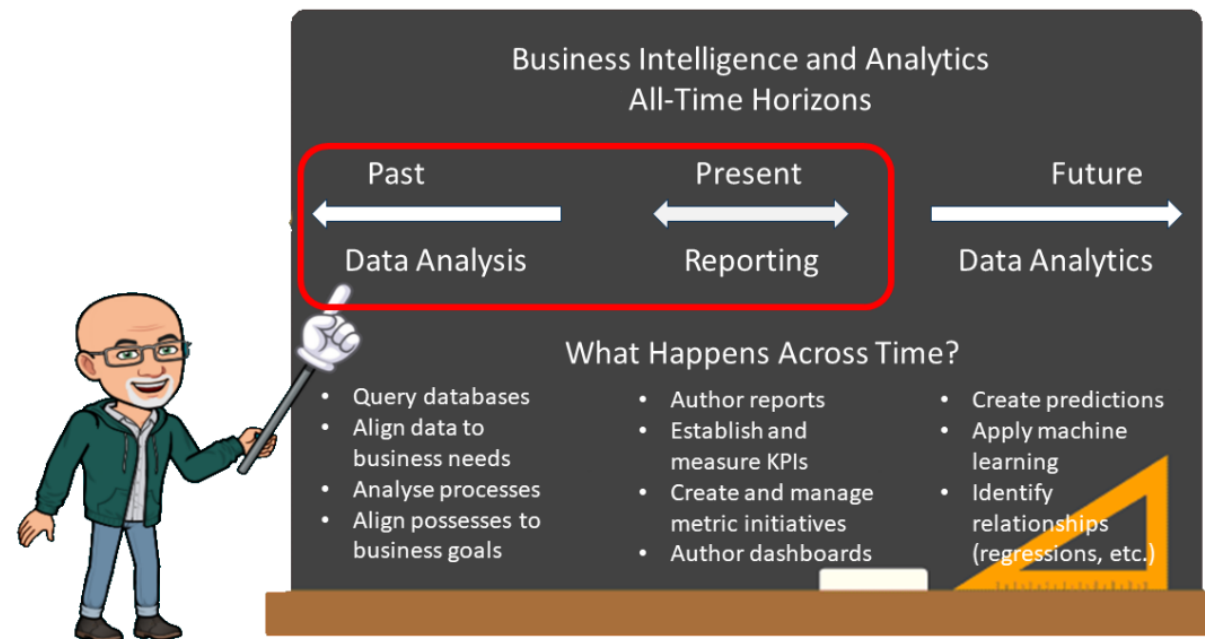 Business Intelligence and Analytics
All-Time Horizons
Past
Present
Future
Data Analysis
Reporting
Data Analytics
What Happens Across Time?
• Query databases
• Align data to
business needs
• Analyse processes
• Align possesses to
business goals
• Author reports
• Establish and
measure KPIs
• Create and manage
metric initiatives
• Author dashboards
• Create predictions
• Apply machine
learning
• Identify
relationships
(regressions, etc.)